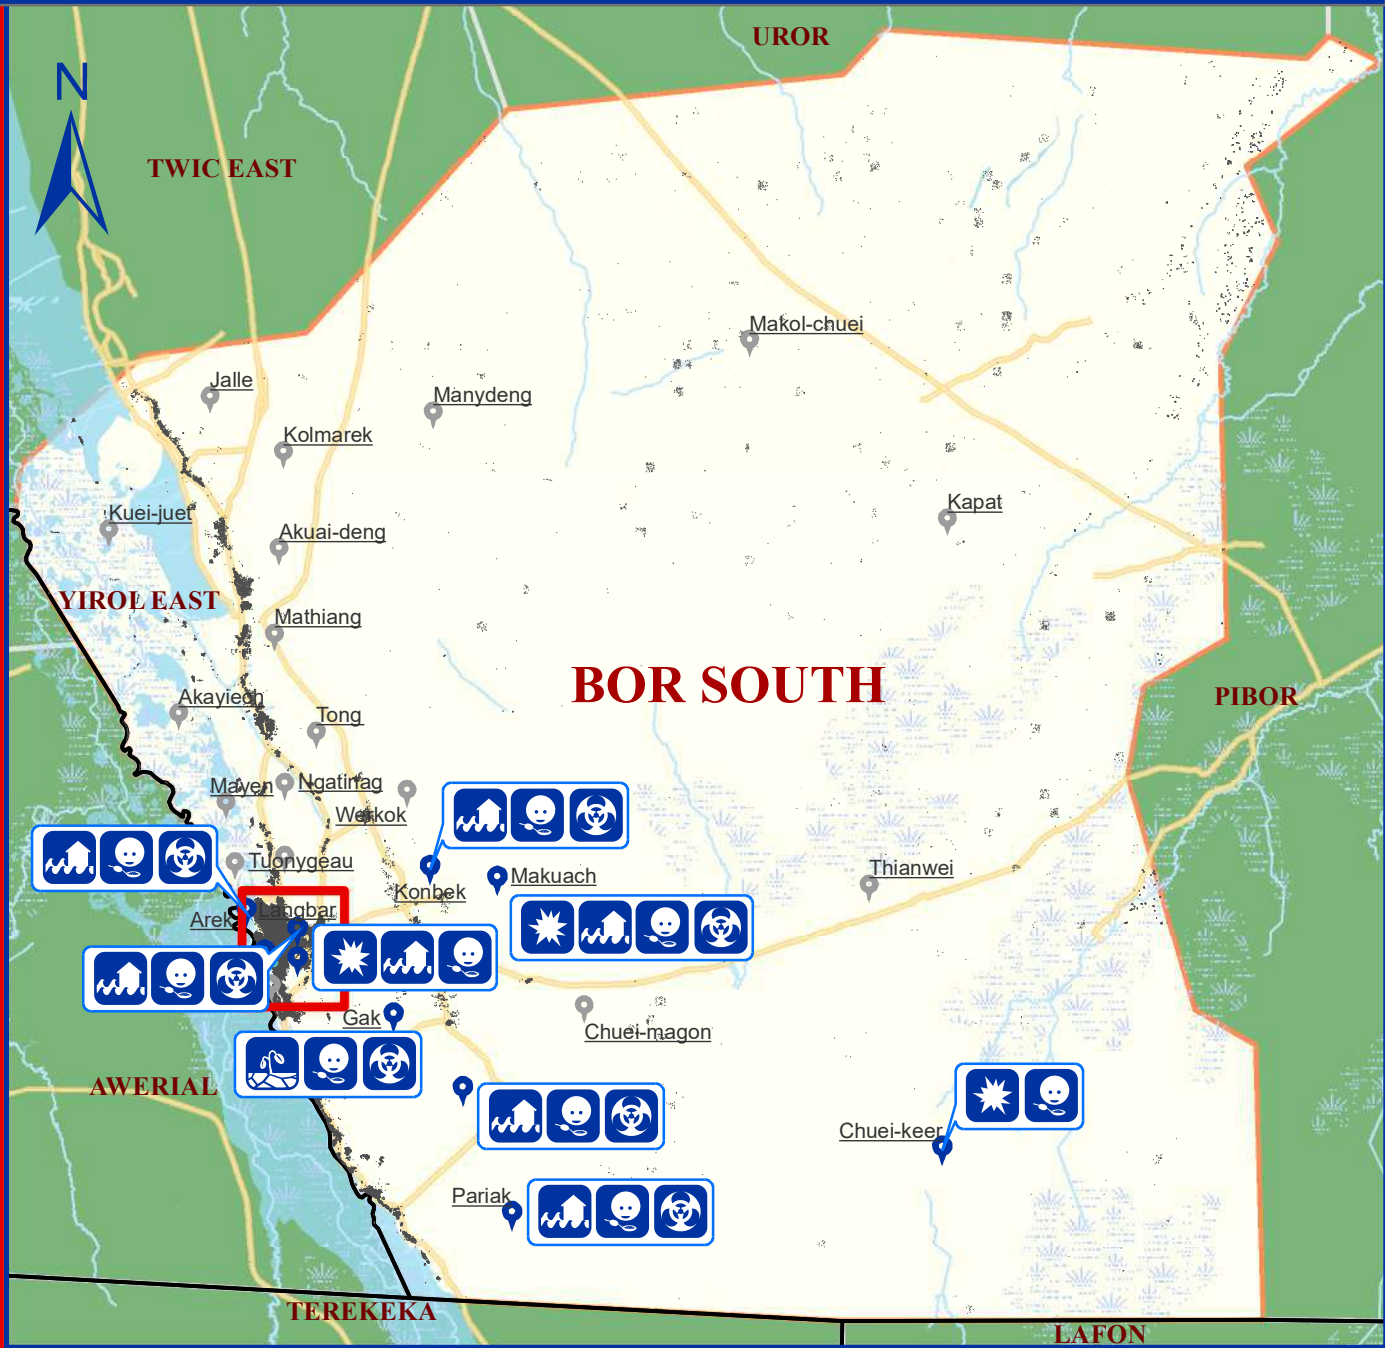 UROR
N
TWIC EAST
Makol-chuei
Jalle
Manydeng
Kolmarek
Kapat
Kuei-juet
Akuai-deng
YIROL EAST
Mathiang
BOR SOUTH
PIBOR
Akayiech
Tong
Mayen
Ngatinag
Werkok
Tuonygeau
Thianwei
Makuach
Konbek
Langbar
Arek
Gak
Chuei-magon
AWERIAL
Chuei-keer
Pariak
TEREKEKA
LAFON